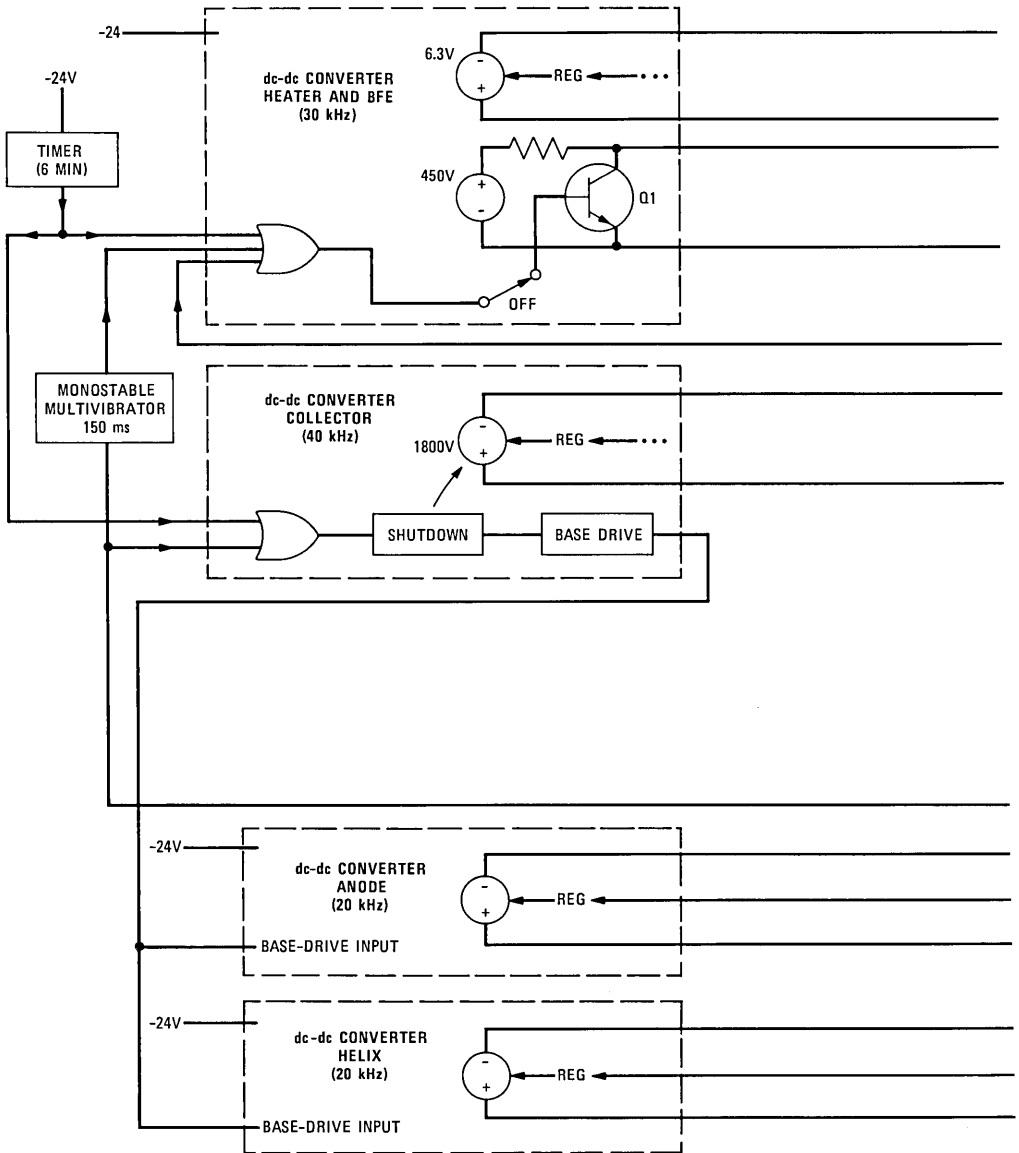 -24
-24V
TIMER
(6 MIN)
dc-dc CONVERTER
HEATER AND BFE
(30 kHz)
6.3V
-
+
REG
450V
+
-
Q1
OFF
MONOSTABLE
MULTIVIBRATOR
150 ms
dc-dc CONVERTER
COLLECTOR
(40 kHz)
1800V
-
+
REG
SHUTDOWN
BASE DRIVE
-24V
dc-dc CONVERTER
ANODE
(20 kHz)
-
+
REG
BASE-DRIVE INPUT
-24V
dc-dc CONVERTER
HELIX
(20 kHz)
-
+
REG
BASE-DRIVE INPUT